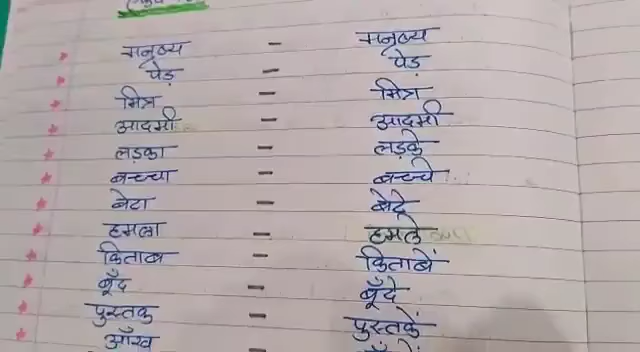 मनुष्य - मनुष्य
पेड़ - पेड़
मित्र - मित्र
आदमी - आदमी
लड़का - लड़के
बच्चा - बच्चे
बेटा - बेटे
हमला - हमले
किताब - किताबें
बूँद - बूँदे
पुस्तक - पुस्तकें
आँख